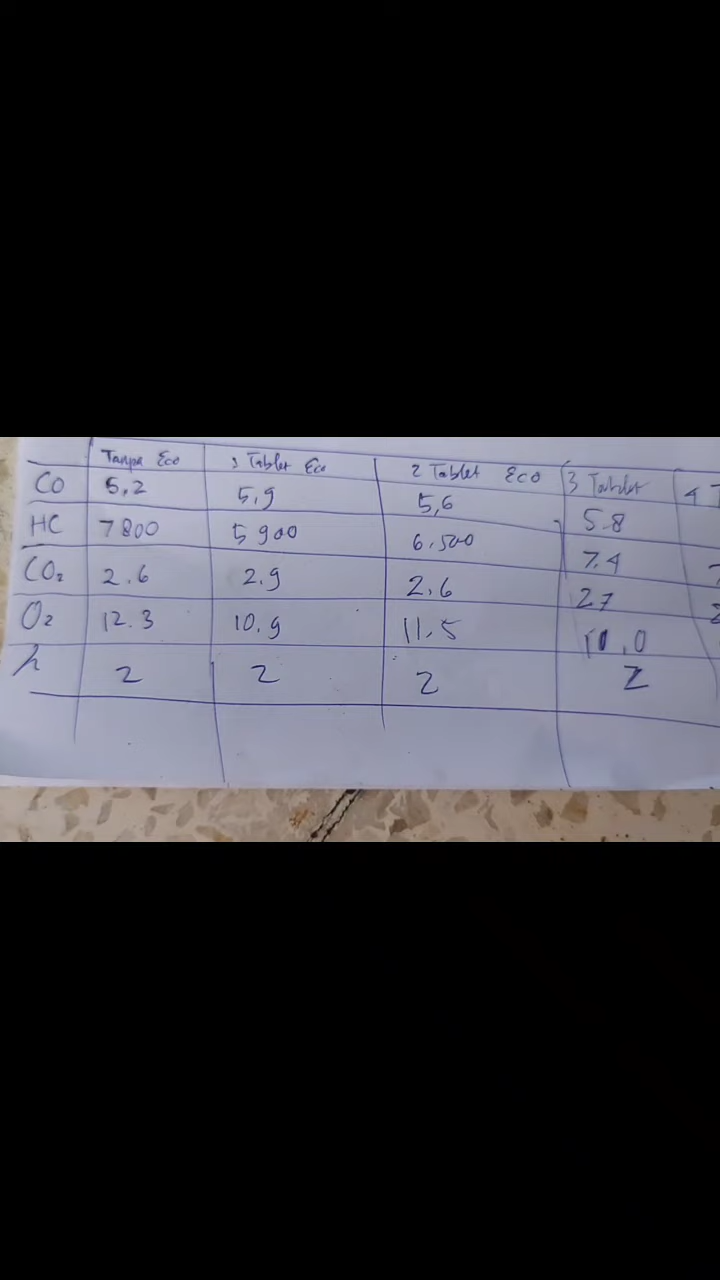 Tanpa Eco 1 Tablet Eco 2 Tablet Eco 3 Tablet 4 T
CO 5,2 5,9 5,6 5.8
HC 7800 5900 6.500 7.4
CO₂ 2.6 2.9 2.6 27
O₂ 12.3 10.9 11.5 10.0
λ 2 2 2 2